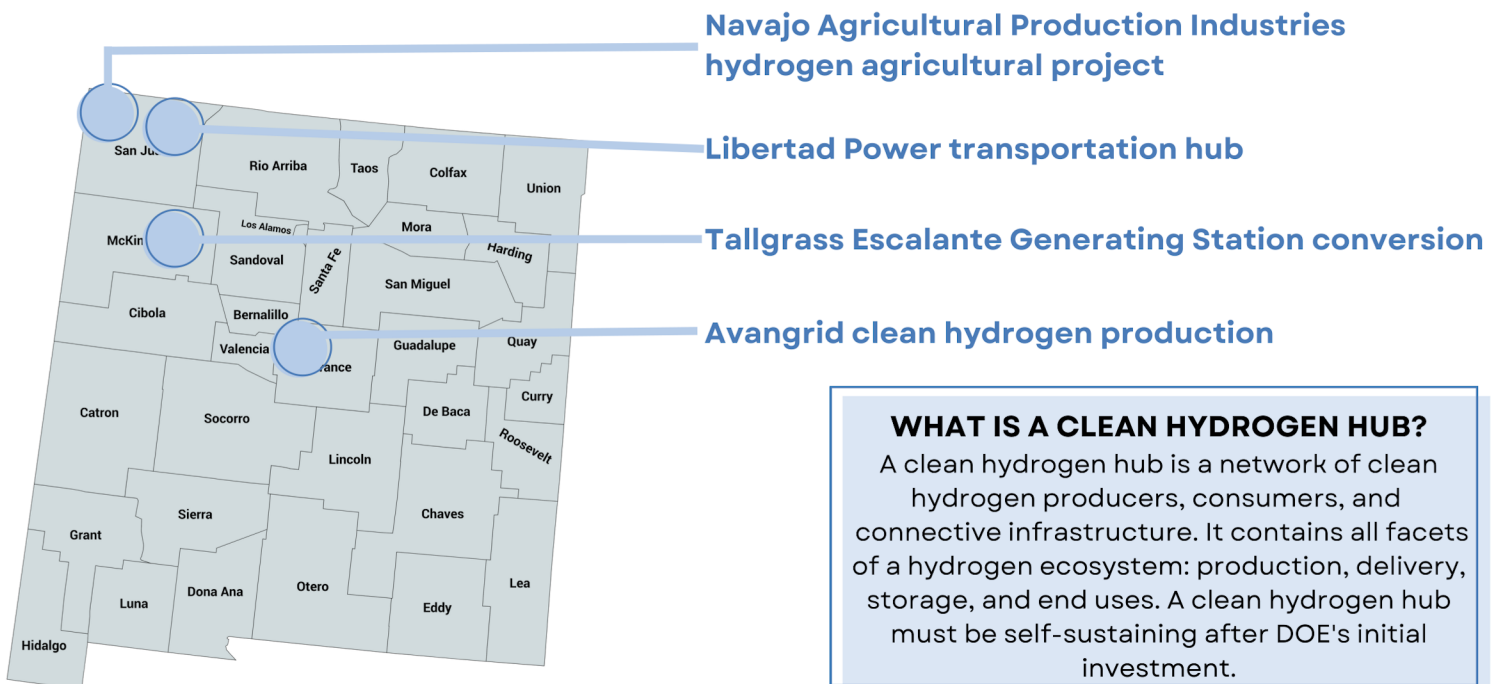 Navajo Agricultural Production Industries
hydrogen agricultural project
Libertad Power transportation hub
Tallgrass Escalante Generating Station conversion
Avangrid clean hydrogen production
San Ju
Rio Arriba
Taos
Colfax
Union
McKin
Los Alamos
Sandoval
Santa Fe
Mora
Harding
San Miguel
Cibola
Bernalillo
Valencia
rance
Guadalupe
Quay
Catron
Socorro
De Baca
Curry
Roosevelt
Lincoln
Sierra
Chaves
Grant
Luna
Dona Ana
Otero
Eddy
Lea
Hidalgo
WHAT IS A CLEAN HYDROGEN HUB?
A clean hydrogen hub is a network of clean
hydrogen producers, consumers, and
connective infrastructure. It contains all facets
of a hydrogen ecosystem: production, delivery,
storage, and end uses. A clean hydrogen hub
must be self-sustaining after DOE's initial
investment.